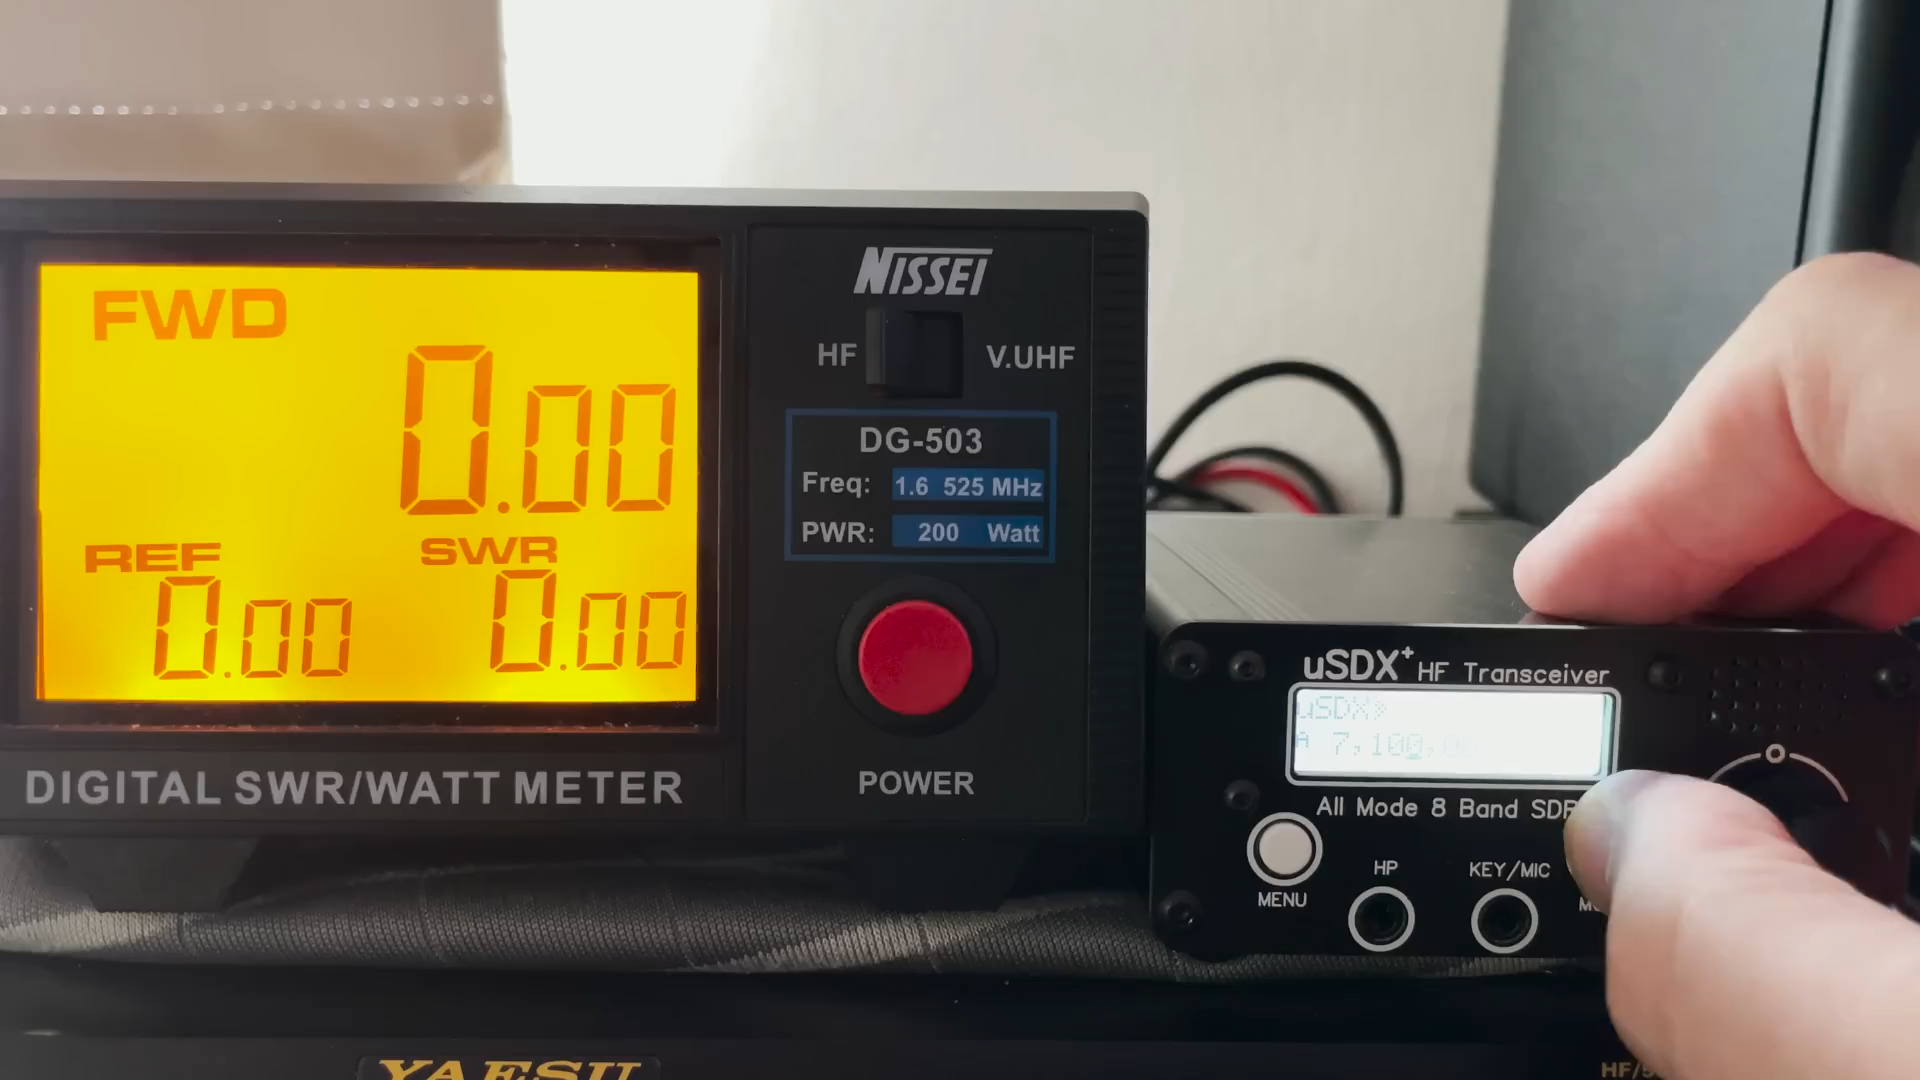 FWD
0.00
REF
0.00
SWR
0.00
DIGITAL SWR/WATT METER
NISSEI
HF
V.UHF
DG-503
Freq: 1.6 525 MHz
PWR: 200 Watt
POWER
uSDX+ HF Transceiver
uSDX
A 7,100,
All Mode 8 Band
MENU
HP
KEY/MIC
YAESU